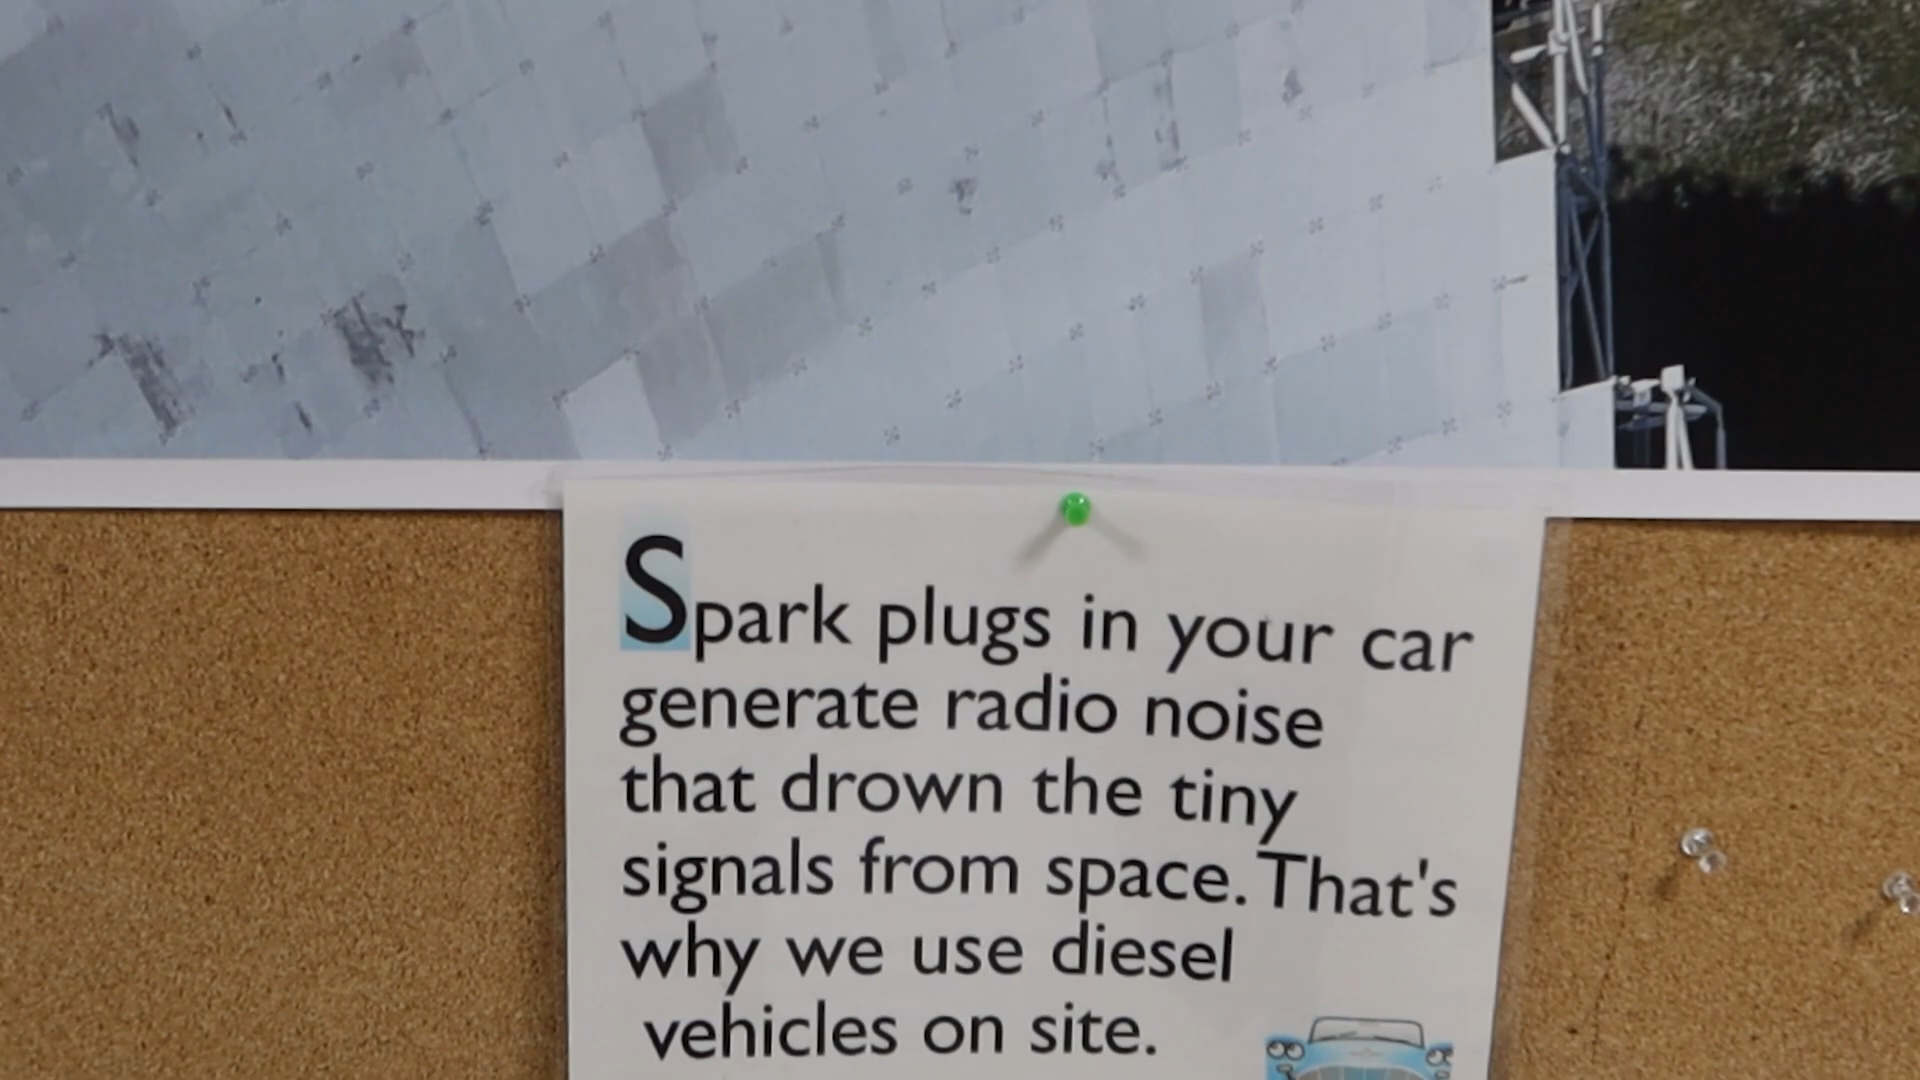 Spark plugs in your car
generate radio noise
that drown the tiny
signals from space. That's
why we use diesel
vehicles on site.